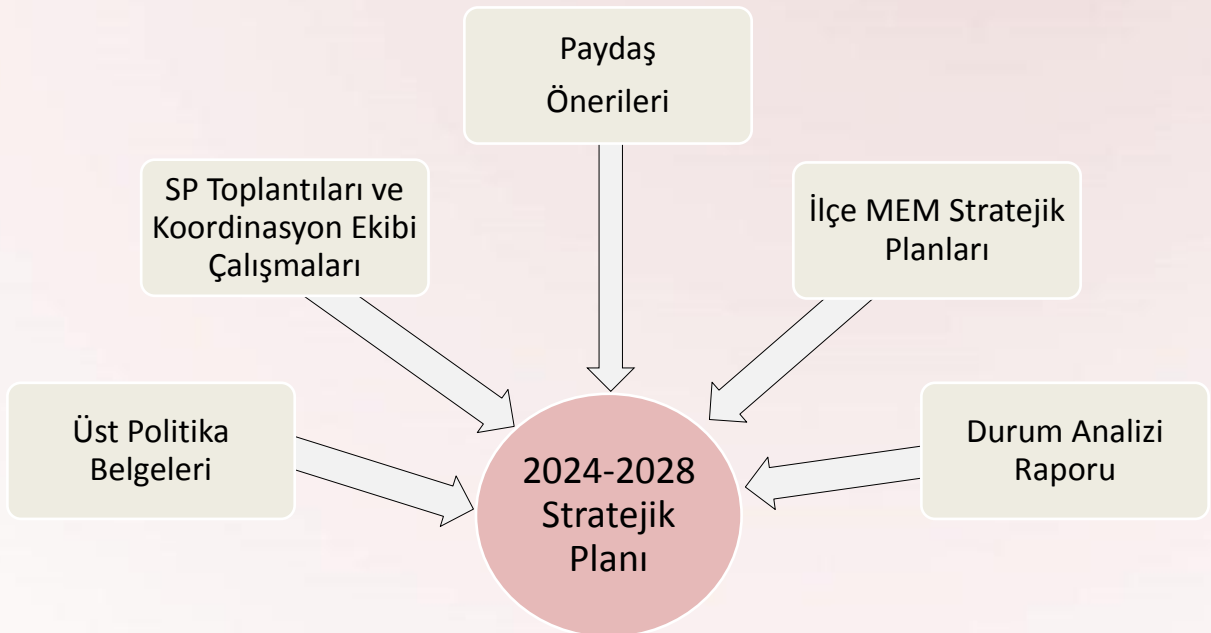 Paydaş
Önerileri
SP Toplantıları ve
Koordinasyon Ekibi
Çalışmaları
İlçe MEM Stratejik
Planları
Üst Politika
Belgeleri
Durum Analizi
Raporu
2024-2028
Stratejik
Planı